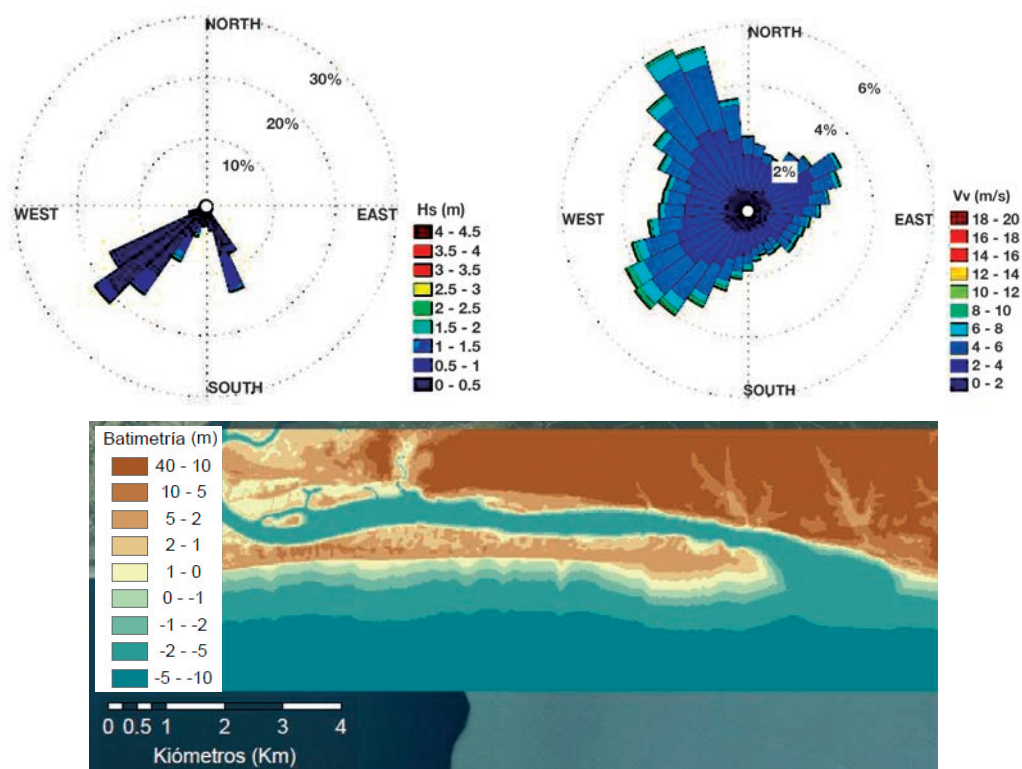 NORTH
30%
20%
10%
WEST
EAST
SOUTH
Hs (m)
4 - 4.5
3.5 - 4
3 - 3.5
2.5 - 3
2 - 2.5
1.5 - 2
1 - 1.5
0.5 - 1
0 - 0.5
NORTH
6%
4%
2%
WEST
EAST
SOUTH
Vv (m/s)
18 - 20
16 - 18
14 - 16
12 - 14
10 - 12
8 - 10
6 - 8
4 - 6
2 - 4
0 - 2
Batimetría (m)
40 - 10
10 - 5
5 - 2
2 - 1
1 - 0
0 - -1
-1 - -2
-2 - -5
-5 - -10
0 0.5 1 2 3 4
Kiómetros (Km)